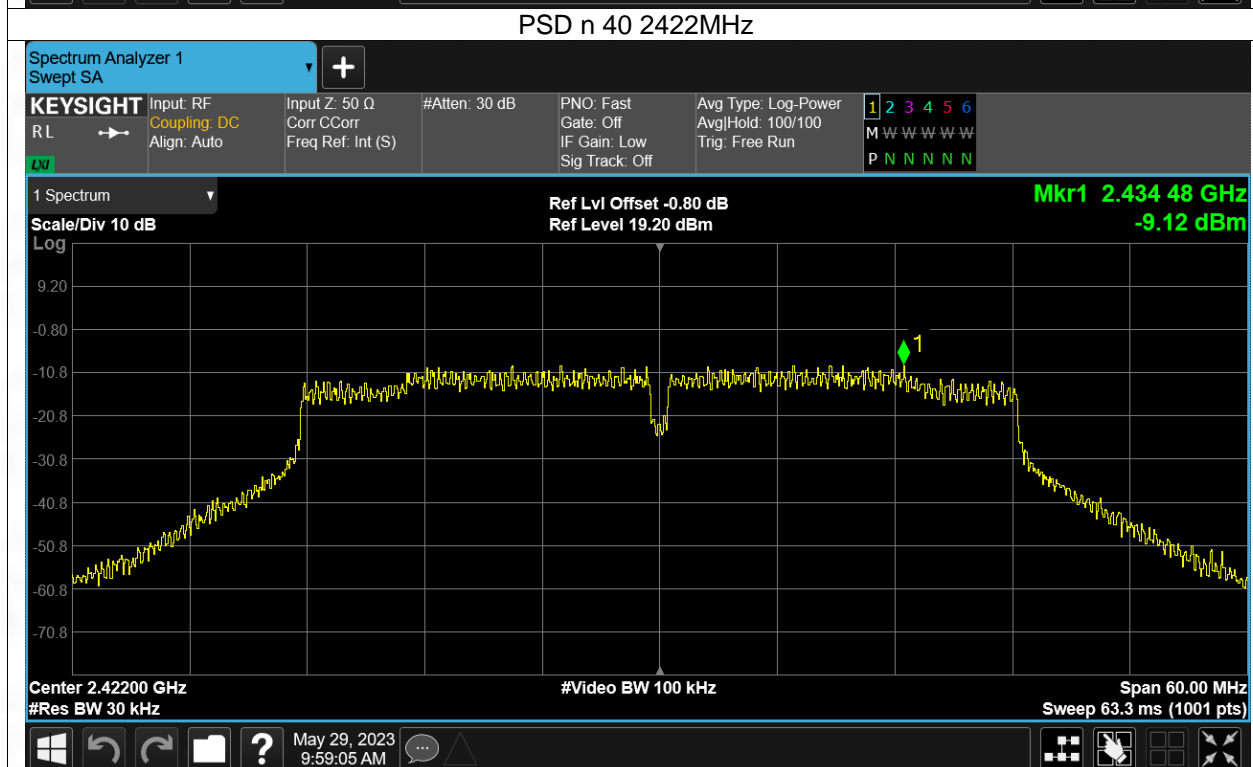 PSD n 40 2422MHz
Spectrum Analyzer 1
Swept SA
KEYSIGHT
RL
LXI
Input: RF
Coupling: DC
Align: Auto
Input Z: 50 Ω
Corr CCorr
Freq Ref: Int (S)
#Atten: 30 dB
PNO: Fast
Gate: Off
IF Gain: Low
Sig Track: Off
Avg Type: Log-Power
Avg|Hold: 100/100
Trig: Free Run
1 2 3 4 5 6
M W W W W W
P N N N N N
1 Spectrum
Scale/Div 10 dB
Ref Lvl Offset -0.80 dB
Ref Level 19.20 dBm
Mkr1 2.434 48 GHz
-9.12 dBm
Log
9.20
-0.80
-10.8
-20.8
-30.8
-40.8
-50.8
-60.8
-70.8
1
Center 2.42200 GHz
#Res BW 30 kHz
#Video BW 100 kHz
Span 60.00 MHz
Sweep 63.3 ms (1001 pts)
?
May 29, 2023
9:59:05 AM